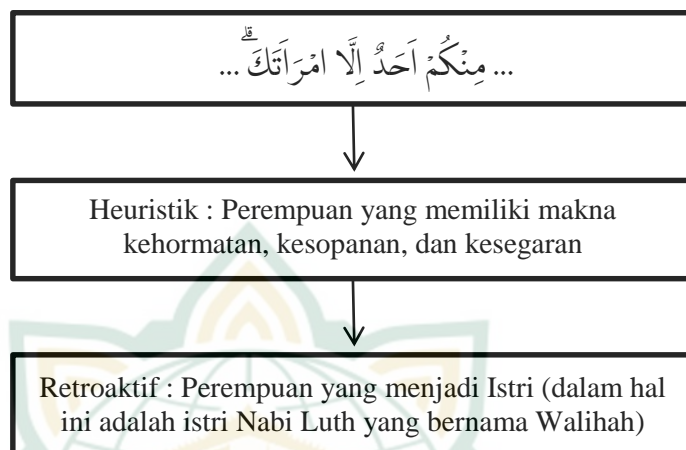 ... مِنْكُمْ اَحَدٌ اِلَّا امْرَاَتَكَۗ ...
Heuristik : Perempuan yang memiliki makna
kehormatan, kesopanan, dan kesegaran
Retroaktif : Perempuan yang menjadi Istri (dalam hal
ini adalah istri Nabi Luth yang bernama Walihah)